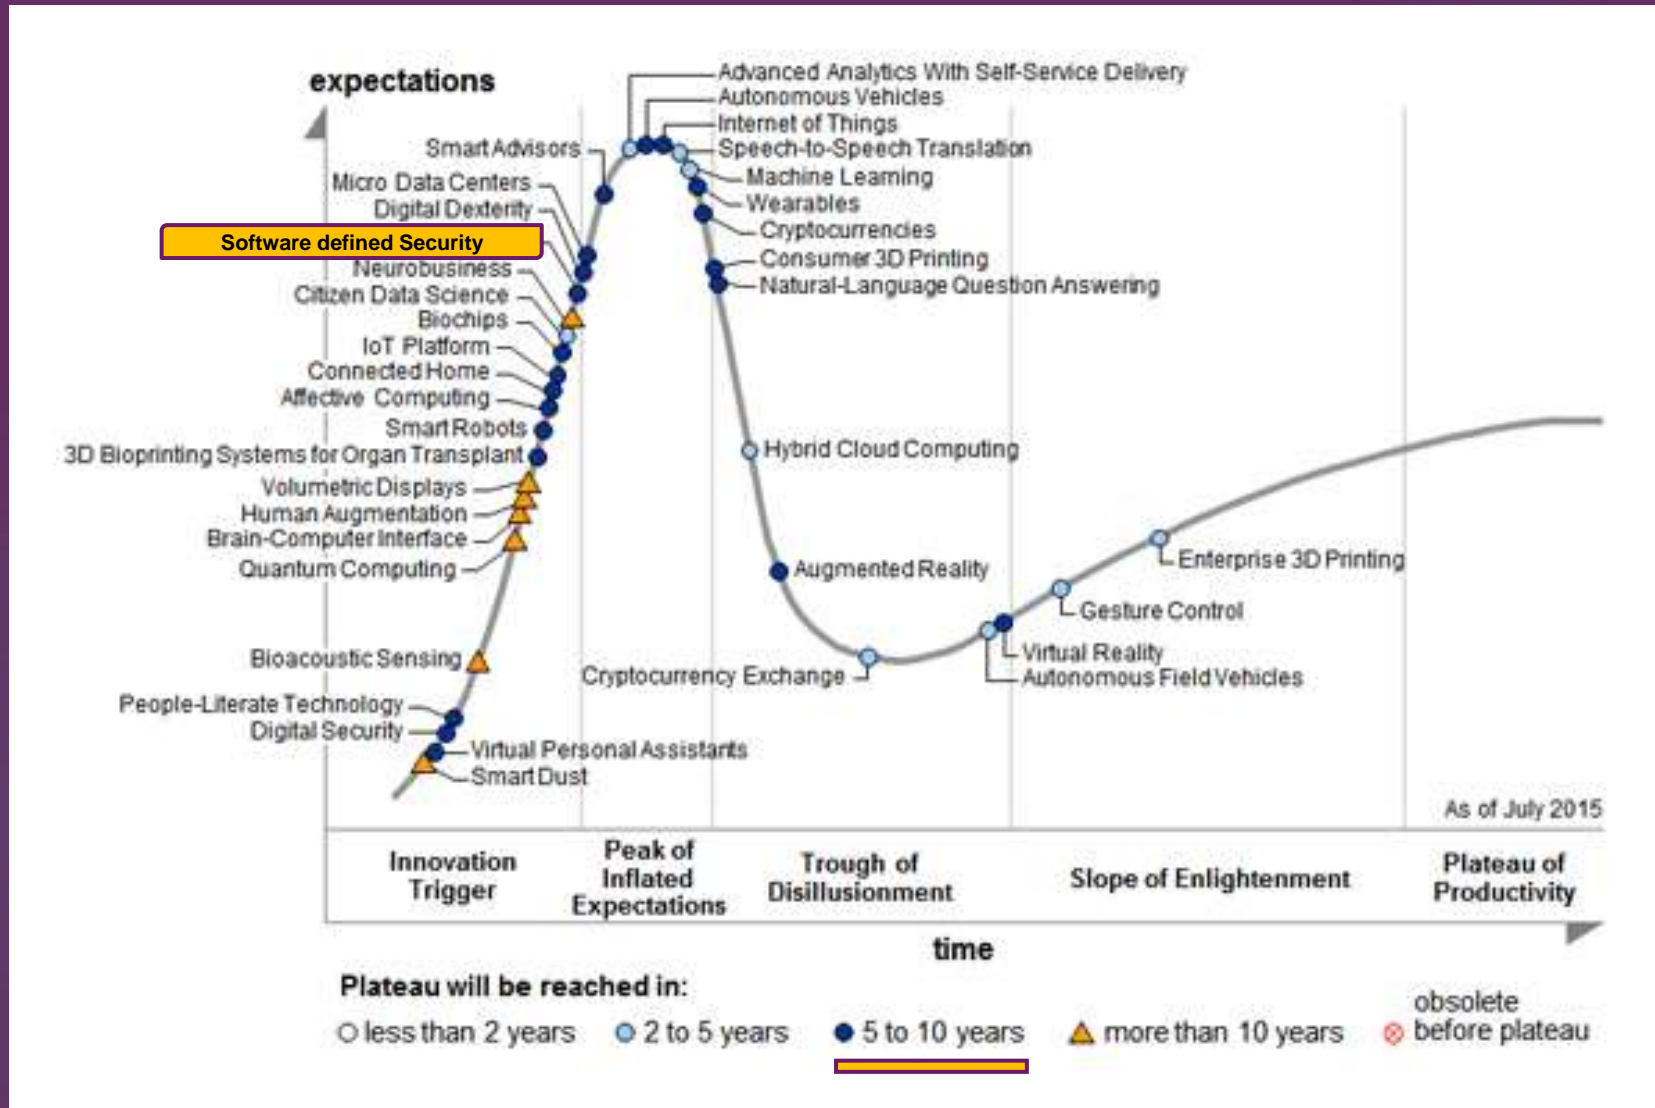 expectations
Advanced Analytics With Self-Service Delivery
Autonomous Vehicles
Internet of Things
Speech-to-Speech Translation
Machine Learning
Wearables
Cryptocurrencies
Consumer 3D Printing
Natural-Language Question Answering
Smart Advisors
Micro Data Centers
Digital Dexterity
Software defined Security
Neurobusiness
Citizen Data Science
Biochips
IoT Platform
Connected Home
Affective Computing
Smart Robots
3D Bioprinting Systems for Organ Transplant
Volumetric Displays
Human Augmentation
Brain-Computer Interface
Quantum Computing
Bioacoustic Sensing
People-Literate Technology
Digital Security
Virtual Personal Assistants
Smart Dust
Hybrid Cloud Computing
Augmented Reality
Cryptocurrency Exchange
Enterprise 3D Printing
Gesture Control
Virtual Reality
Autonomous Field Vehicles
As of July 2015
Innovation
Trigger
Peak of
Inflated
Expectations
Trough of
Disillusionment
Slope of Enlightenment
Plateau of
Productivity
time
Plateau will be reached in:
less than 2 years
2 to 5 years
5 to 10 years
more than 10 years
obsolete
before plateau